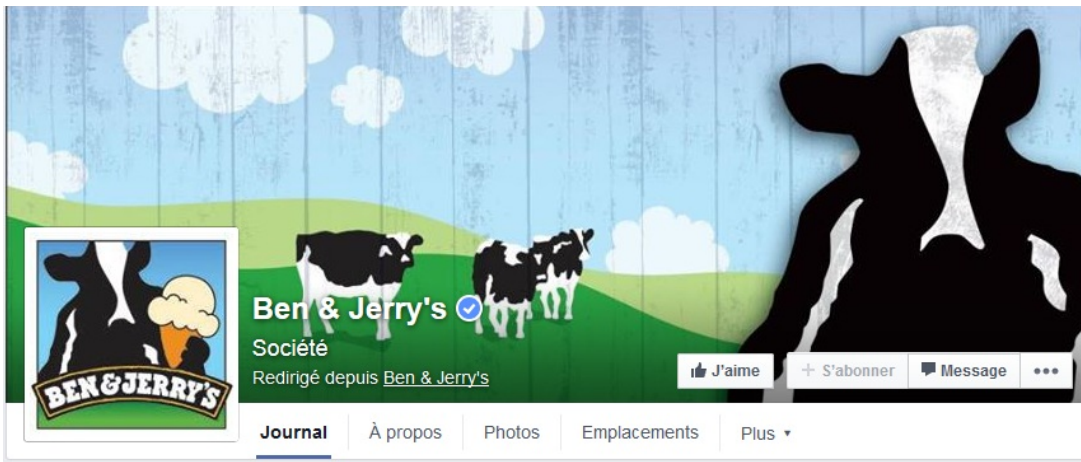 BEN & JERRY'S
Ben & Jerry's
Société
Redirigé depuis Ben & Jerry's
J'aime
+ S'abonner
Message
Journal
À propos
Photos
Emplacements
Plus